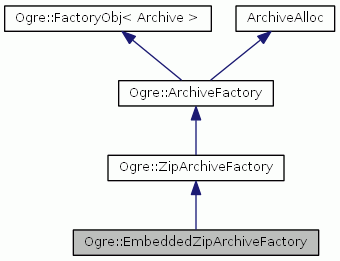 Ogre::FactoryObj< Archive >
ArchiveAlloc
Ogre::ArchiveFactory
Ogre::ZipArchiveFactory
Ogre::EmbeddedZipArchiveFactory